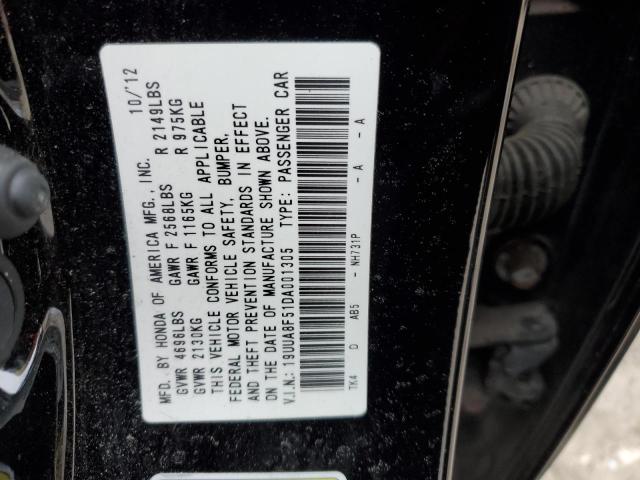 MFD. BY HONDA OF AMERICA MFG., INC. 10/'12
GVWR 4696LBS GAWR F 2568LBS R 2149LBS
GVWR 2130KG GAWR F 1165KG R 975KG
THIS VEHICLE CONFORMS TO ALL APPLICABLE
FEDERAL MOTOR VEHICLE SAFETY, BUMPER,
AND THEFT PREVENTION STANDARDS IN EFFECT
ON THE DATE OF MANUFACTURE SHOWN ABOVE.
V.I.N.: 19UUA8F51DA001305 TYPE: PASSENGER CAR
TK4 D AB5 - NH731P - A - A